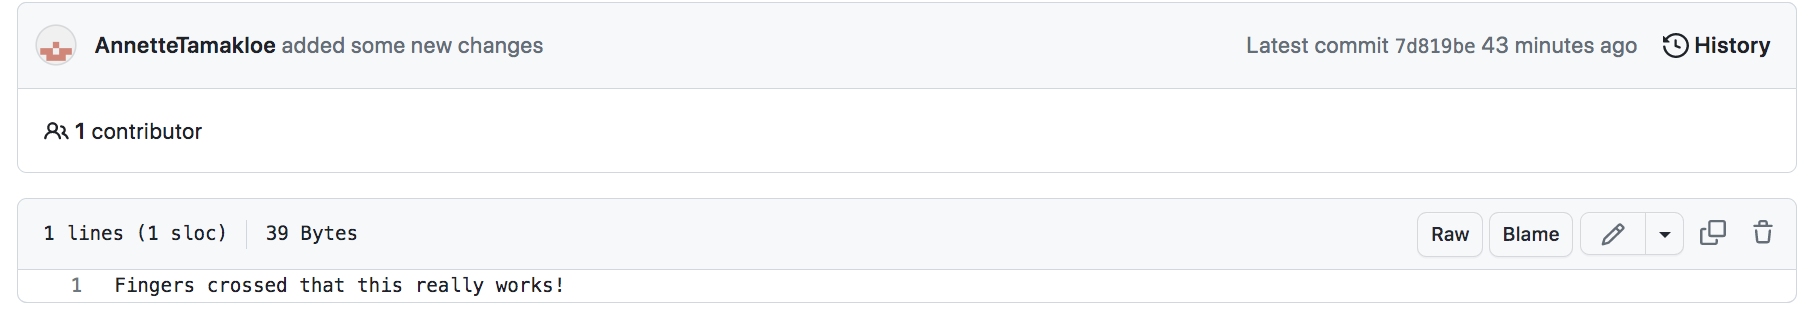 AnnetteTamakloe added some new changes Latest commit 7d819be 43 minutes ago History
1 contributor
1 lines (1 sloc) 39 Bytes Raw Blame
1 Fingers crossed that this really works!